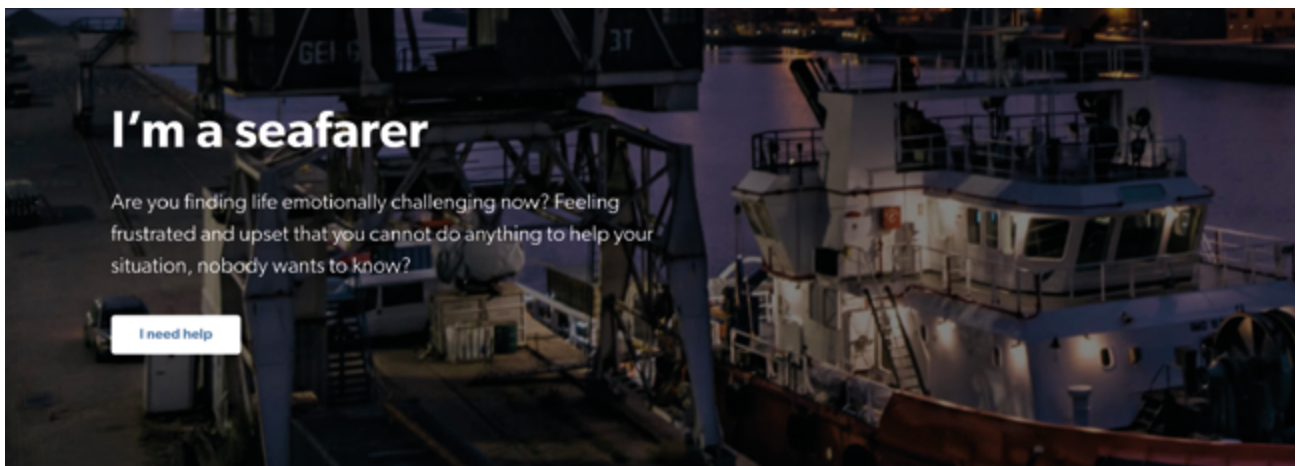 I'm a seafarer
Are you finding life emotionally challenging now? Feeling
frustrated and upset that you cannot do anything to help your
situation, nobody wants to know?
I need help